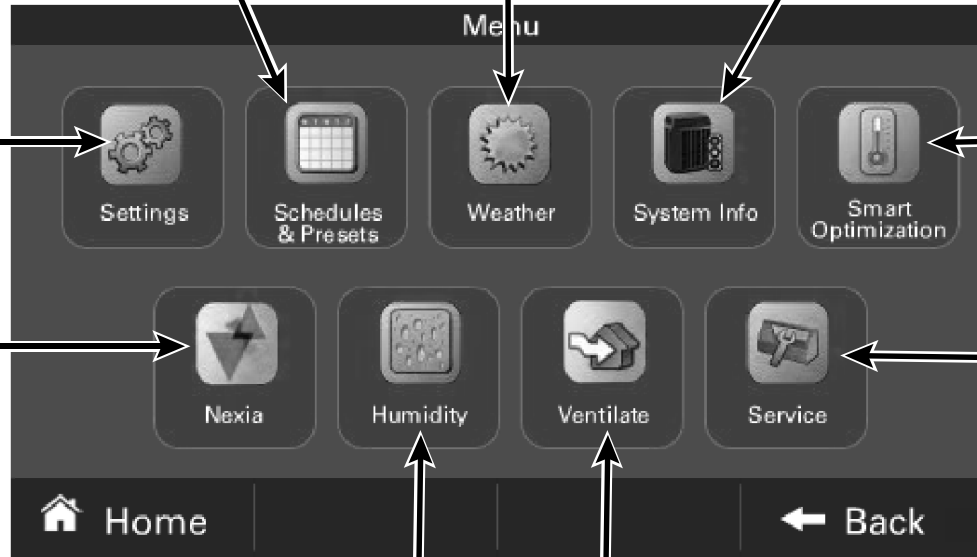 Menu
Settings
Schedules
& Presets
Weather
System Info
Smart
Optimization
Nexia
Humidity
Ventilate
Service
Home
Back